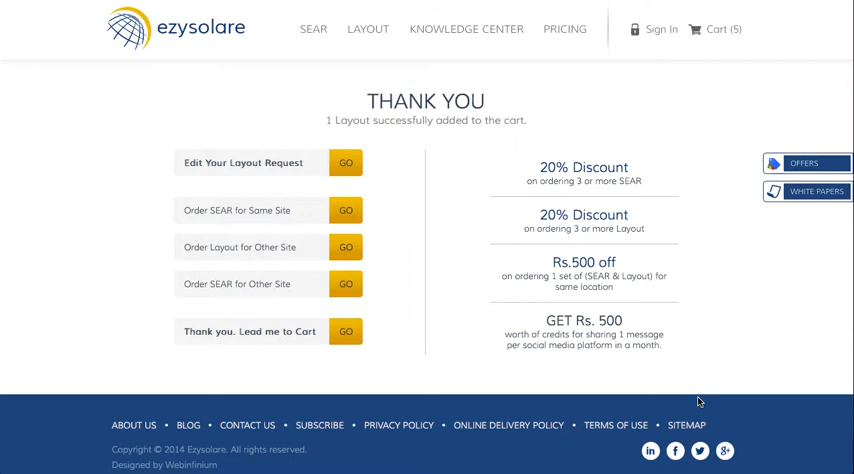 ezysolare
SEAR LAYOUT KNOWLEDGE CENTER PRICING Sign In Cart (5)
THANK YOU
1 Layout successfully added to the cart.
Edit Your Layout Request GO
Order SEAR for Same Site GO
Order Layout for Other Site GO
Order SEAR for Other Site GO
Thank you. Lead me to Cart GO
20% Discount
on ordering 3 or more SEAR
20% Discount
on ordering 3 or more Layout
Rs.500 off
on ordering 1 set of (SEAR & Layout) for
same location
GET Rs. 500
worth of credits for sharing 1 message
per social media platform in a month.
OFFERS
WHITE PAPERS
ABOUT US • BLOG • CONTACT US • SUBSCRIBE • PRIVACY POLICY • ONLINE DELIVERY POLICY • TERMS OF USE • SITEMAP
Copyright © 2014 Ezysolare. All rights reserved.
Designed by Webinfinium
in f g+